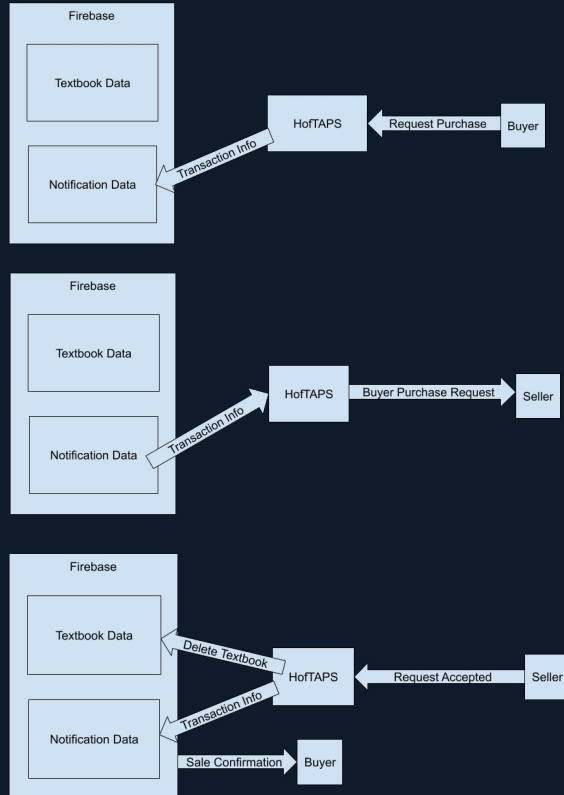 Firebase
Textbook Data
HofTAPS
Request Purchase
Buyer
Transaction Info
Notification Data
Firebase
Textbook Data
HofTAPS
Buyer Purchase Request
Seller
Transaction Info
Notification Data
Firebase
Textbook Data
Delete Textbook
HofTAPS
Request Accepted
Seller
Transaction Info
Notification Data
Sale Confirmation
Buyer